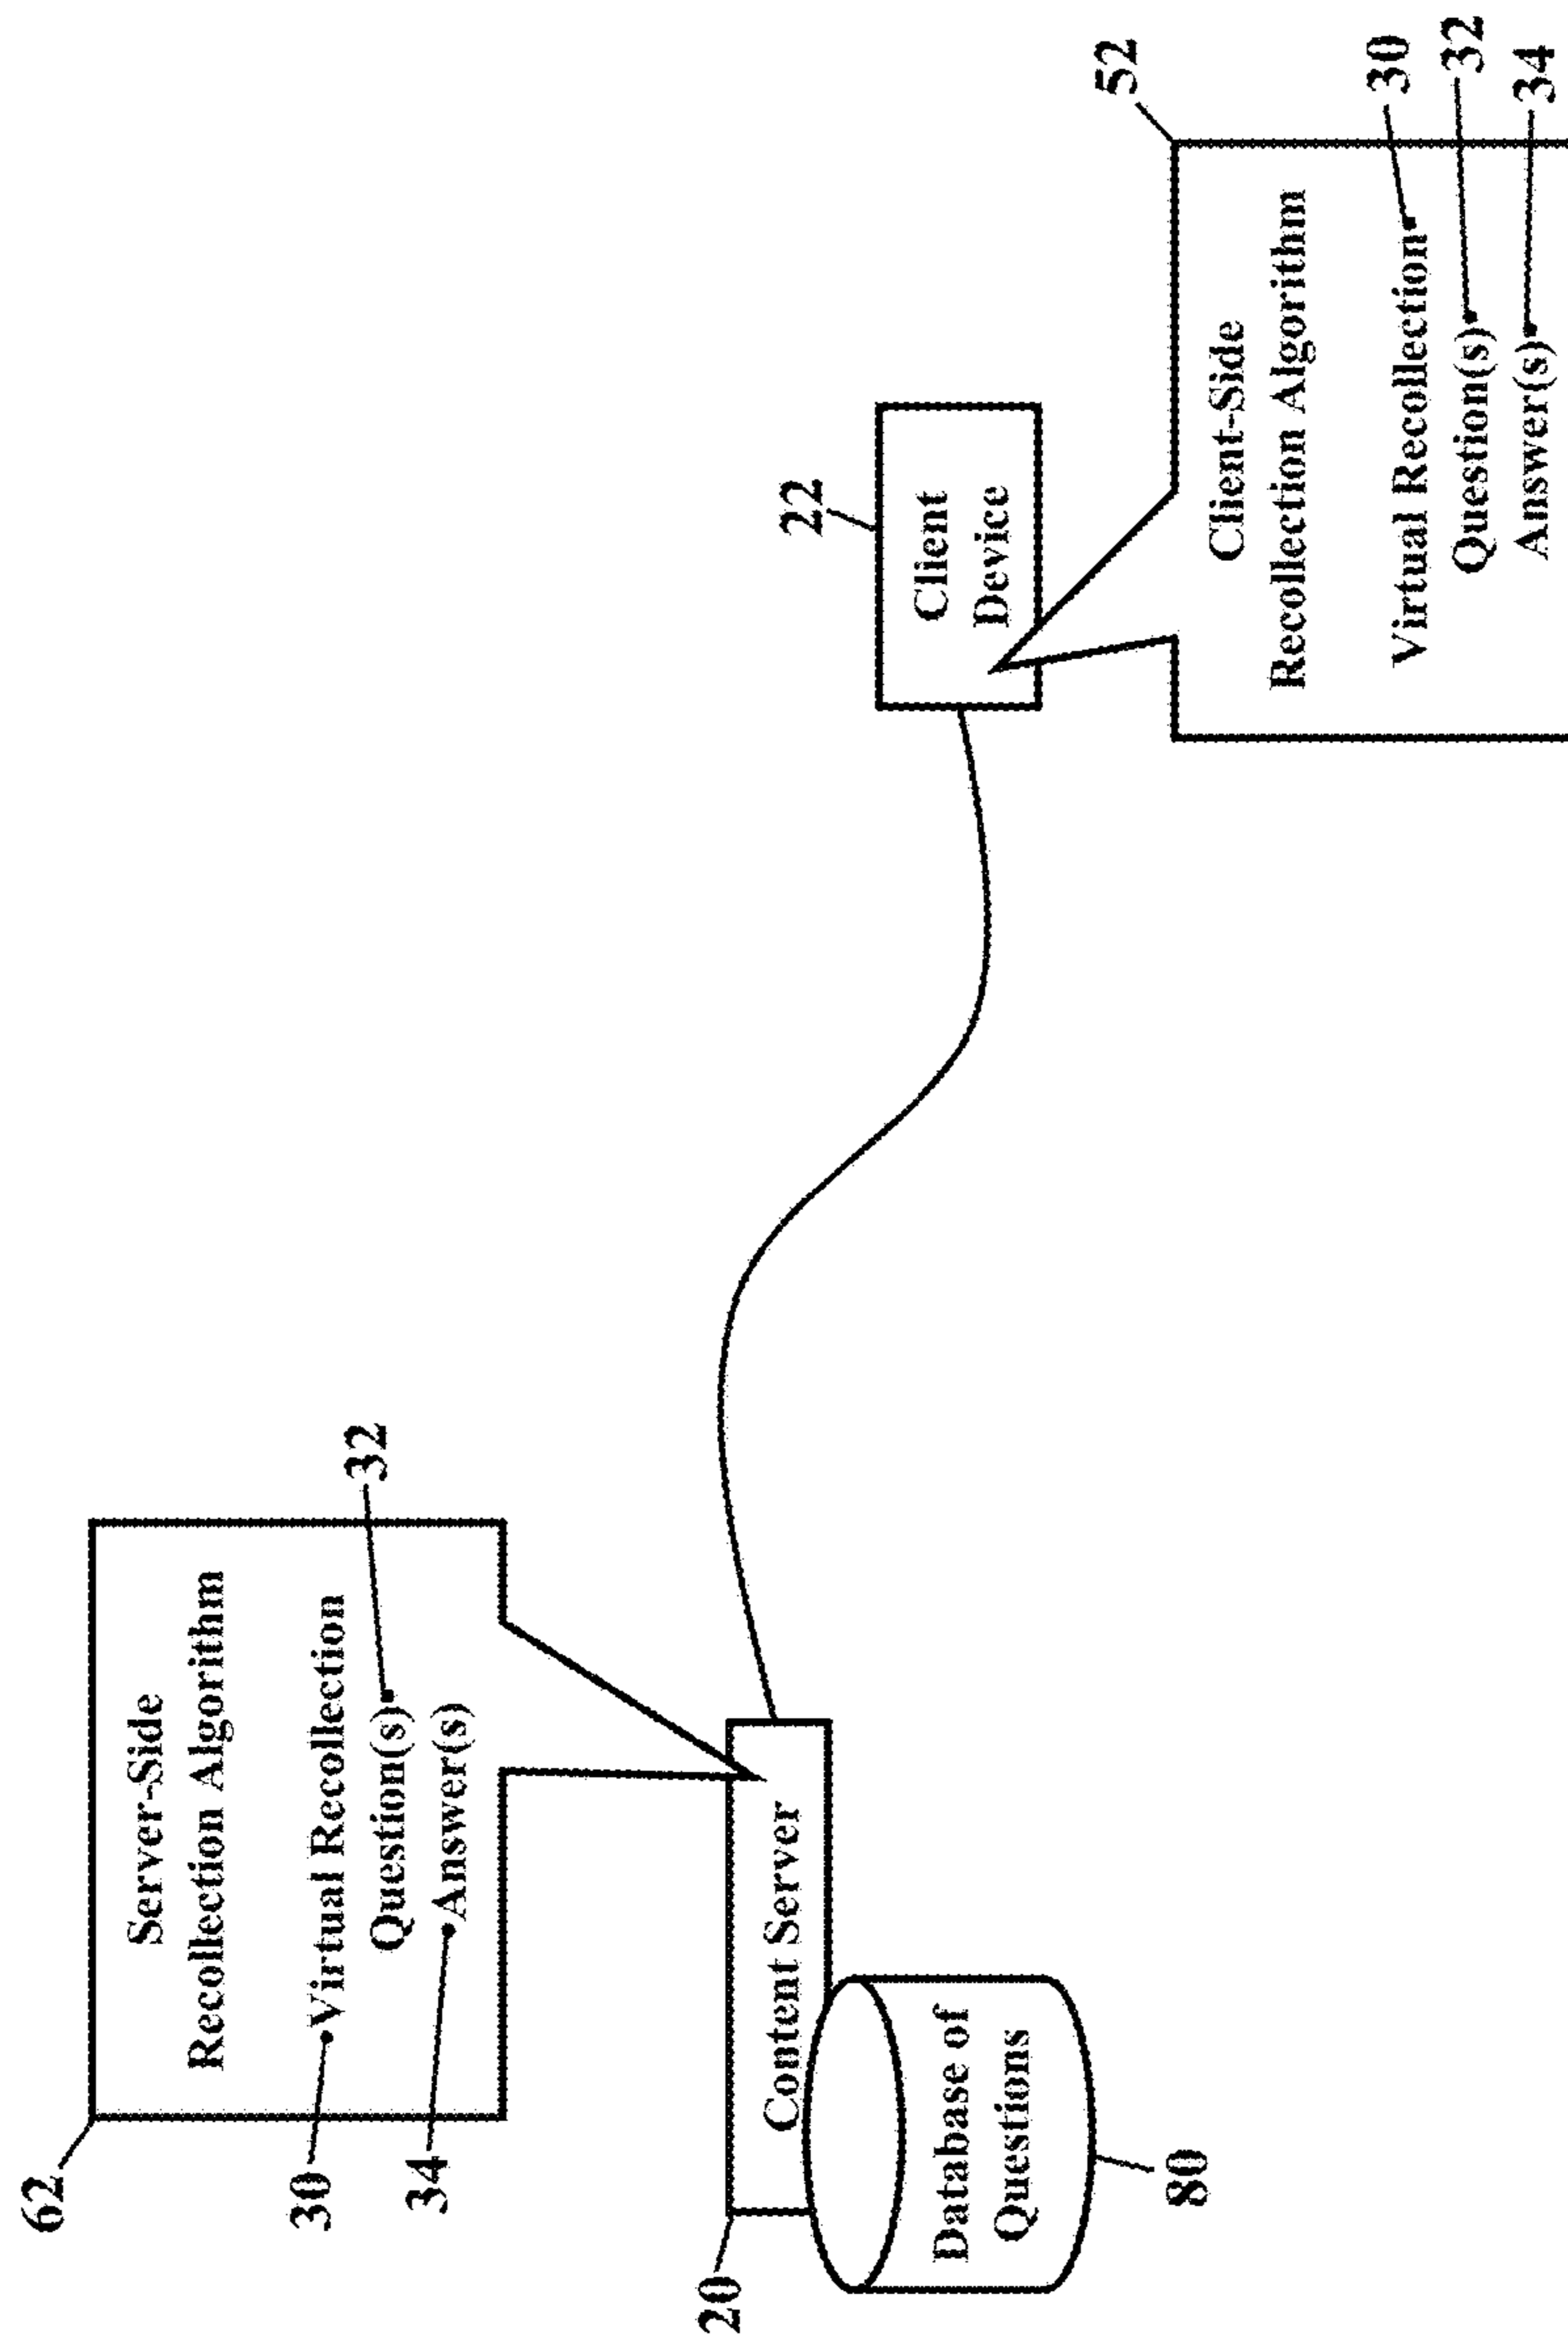 62
Server-Side
Recollection Algorithm
30
Virtual Recollection
Question(s)
32
34
Answer(s)
20
Content Server
Database of
Questions
80
22
Client
Device
52
Client-Side
Recollection Algorithm
Virtual Recollection
30
Question(s)
32
Answer(s)
34